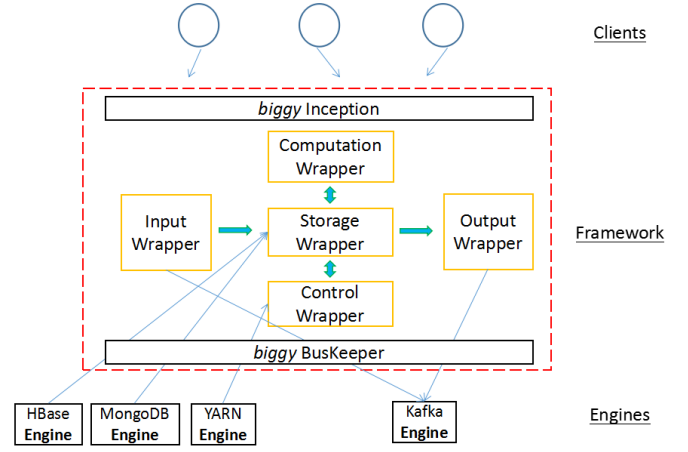 Clients
biggy Inception
Computation
Wrapper
Input
Wrapper
Storage
Wrapper
Output
Wrapper
Framework
Control
Wrapper
biggy BusKeeper
HBase
Engine
MongoDB
Engine
YARN
Engine
Kafka
Engine
Engines